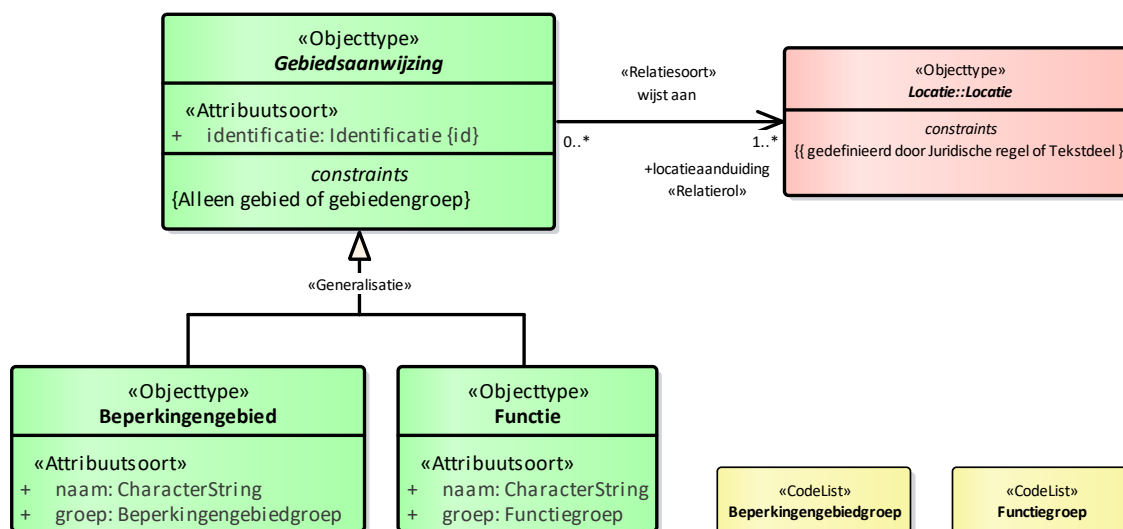 «Objecttype»
Gebiedsaanwijzing
«Attribuutsoort»
+ identificatie: Identificatie {id}
constraints
{Alleen gebied of gebiedengroep}
«Relatiesoort»
wijst aan
0..*
1..*
+locatieaanduiding
«Relatierol»
«Objecttype»
Locatie::Locatie
constraints
{{ gedefinieerd door Juridische regel of Tekstdeel }
«Generalisatie»
«Objecttype»
Beperkingengebied
«Attribuutsoort»
+ naam: CharacterString
+ groep: Beperkingengebiedgroep
«Objecttype»
Functie
«Attribuutsoort»
+ naam: CharacterString
+ groep: Functiegroep
«CodeList»
Beperkingengebiedgroep
«CodeList»
Functiegroep